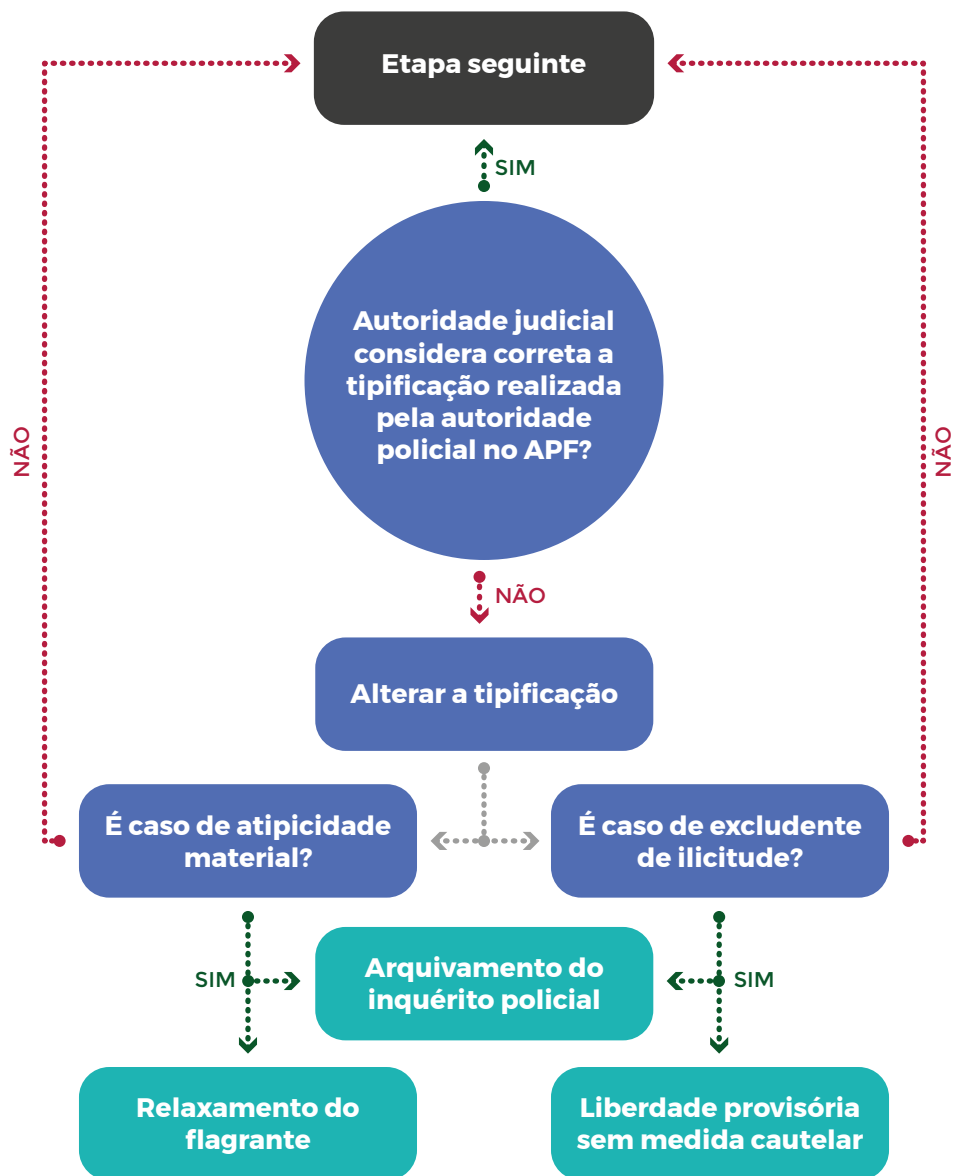 Etapa seguinte
SIM
Autoridade judicial
considera correta a
tipificação realizada
pela autoridade
policial no APF?
NÃO
NÃO
NÃO
Alterar a tipificação
É caso de atipicidade
material?
É caso de excludente
de ilicitude?
SIM
Arquivamento do
inquérito policial
SIM
Relaxamento do
flagrante
Liberdade provisória
sem medida cautelar